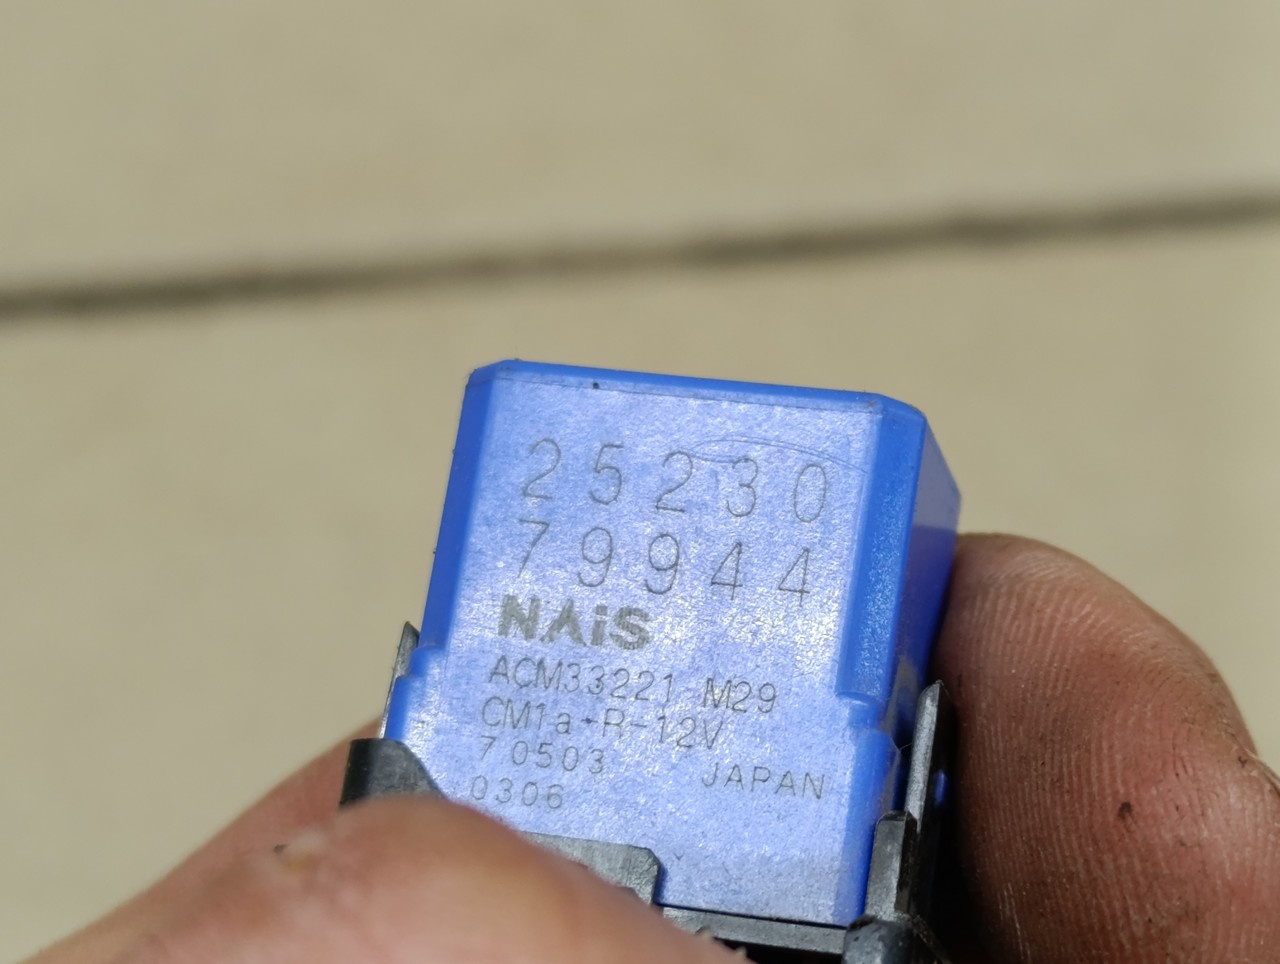 25230
79944
NAiS
ACM33221 M29
CM1a-R-12V
70503 JAPAN
0306